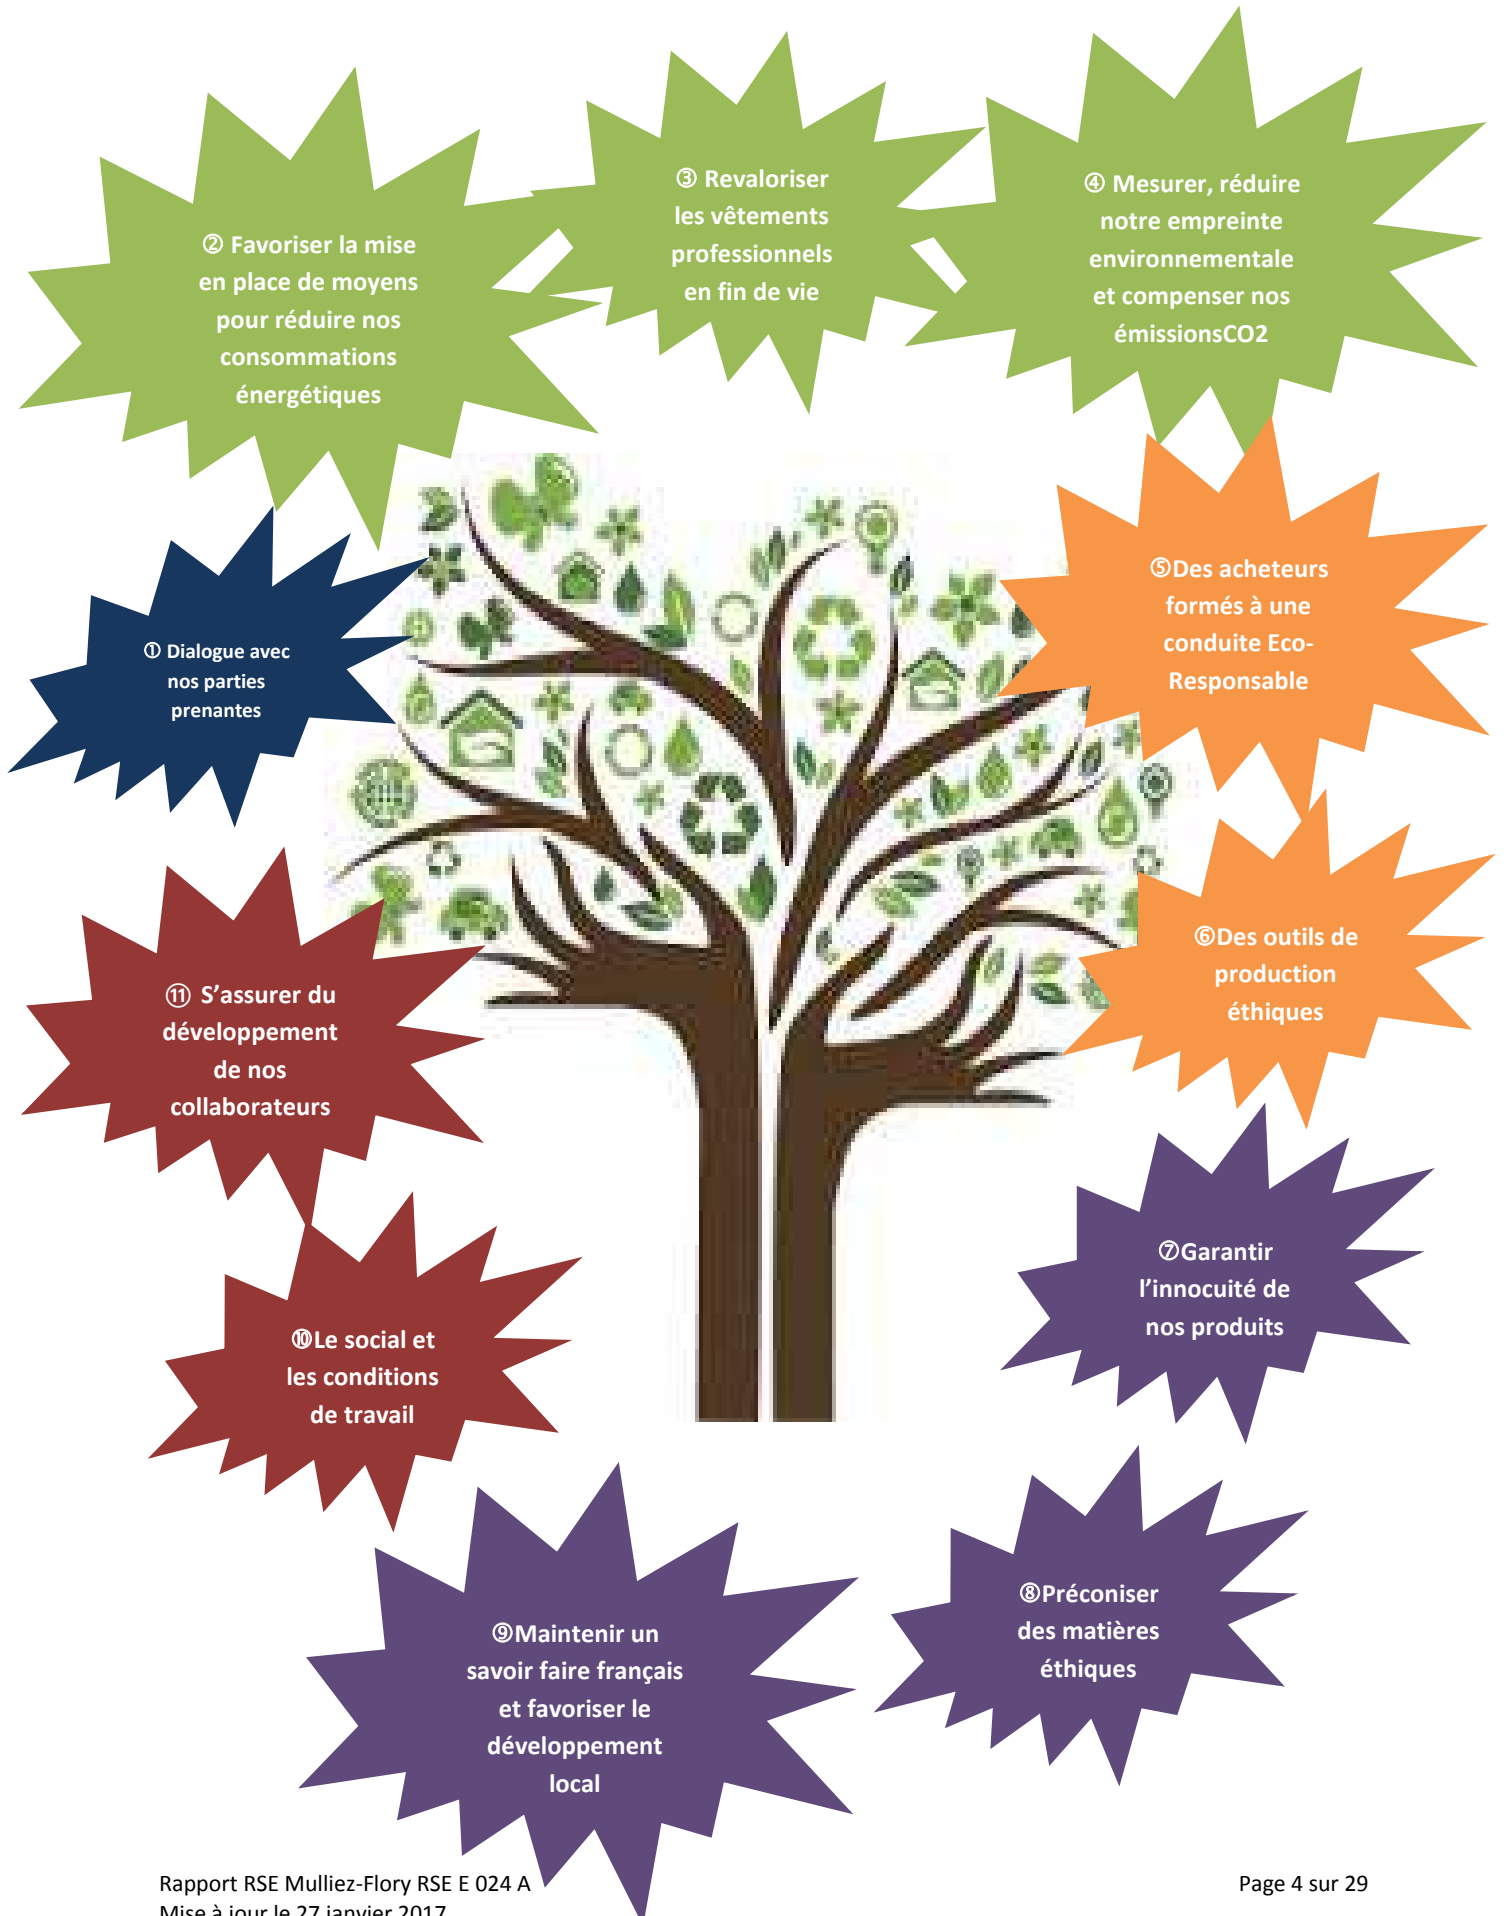 ① Dialogue avec
nos parties
prenantes
② Favoriser la mise
en place de moyens
pour réduire nos
consommations
énergétiques
③ Revaloriser
les vêtements
professionnels
en fin de vie
④ Mesurer, réduire
notre empreinte
environnementale
et compenser nos
émissionsCO2
⑤Des acheteurs
formés à une
conduite Eco-
Responsable
⑥Des outils de
production
éthiques
⑦Garantir
l’innocuité de
nos produits
⑧Préconiser
des matières
éthiques
⑨Maintenir un
savoir faire français
et favoriser le
développement
local
⑩Le social et
les conditions
de travail
⑪ S’assurer du
développement
de nos
collaborateurs
Rapport RSE Mulliez-Flory RSE E 024 A
Page 4 sur 29
Mise à jour le 27 janvier 2017